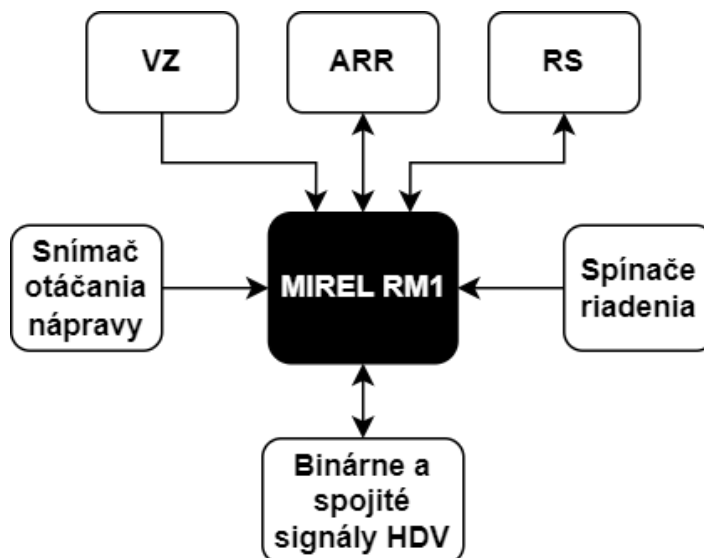 VZ
ARR
RS
Snímač
otáčania
nápravy
MIREL RM1
Spínače
riadenia
Binárne a
spojité
signály HDV